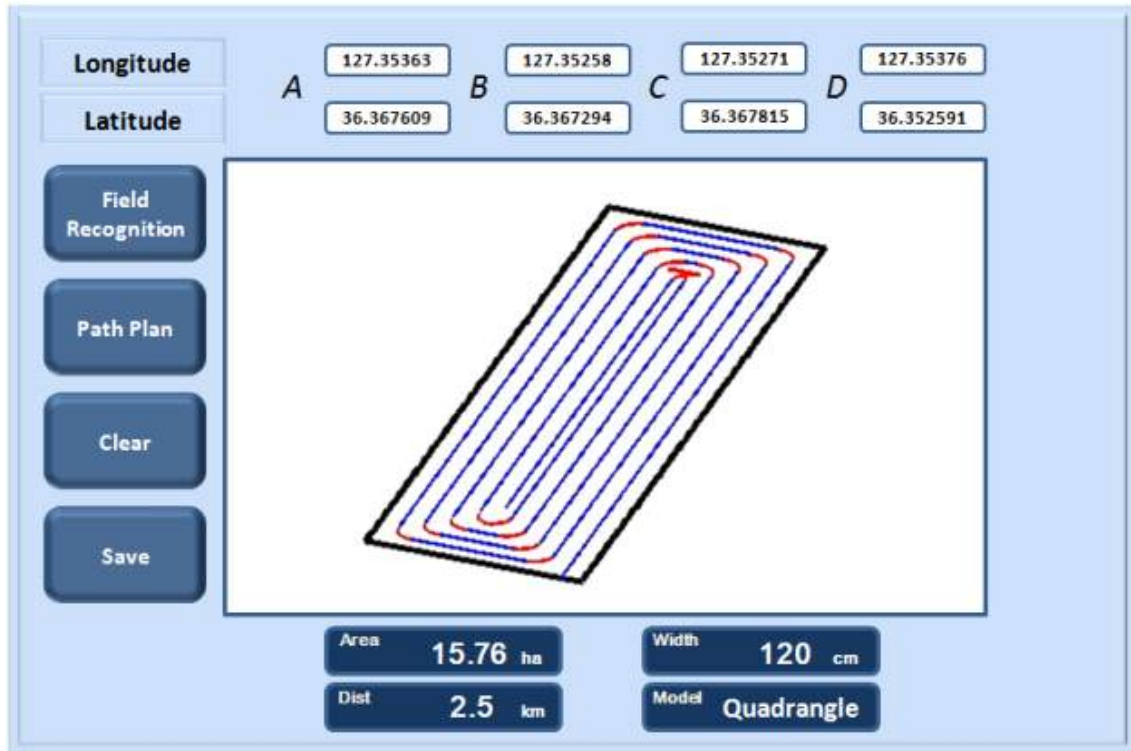 Longitude
Latitude
A
127.35363
36.367609
B
127.35258
36.367294
C
127.35271
36.367815
D
127.35376
36.352591
Field
Recognition
Path Plan
Clear
Save
Area 15.76 ha
Width 120 cm
Dist 2.5 km
Model Quadrangle